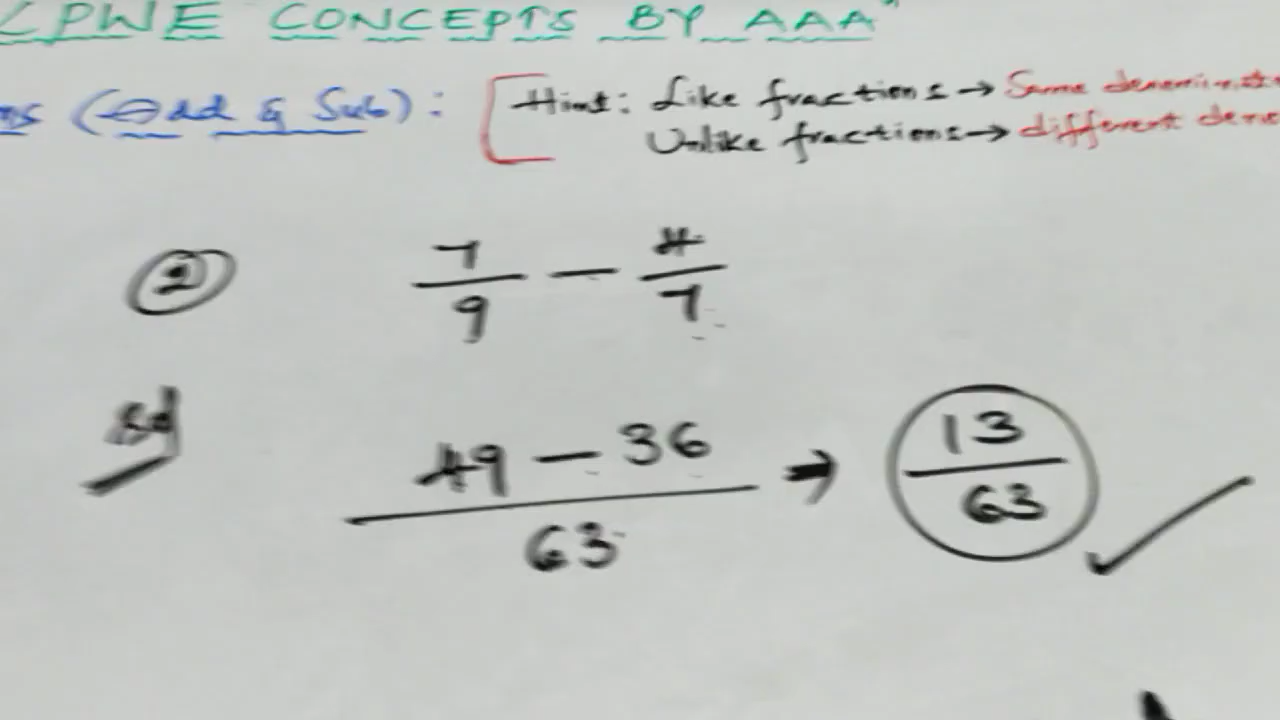 CONCEPTS BY AAA"
(Add & Sub) : [ Hint: Like fractions → Same
Unlike fractions → different
② 7/9 − 4/7
Sol
49 − 36 / 63 → 13/63 ✓